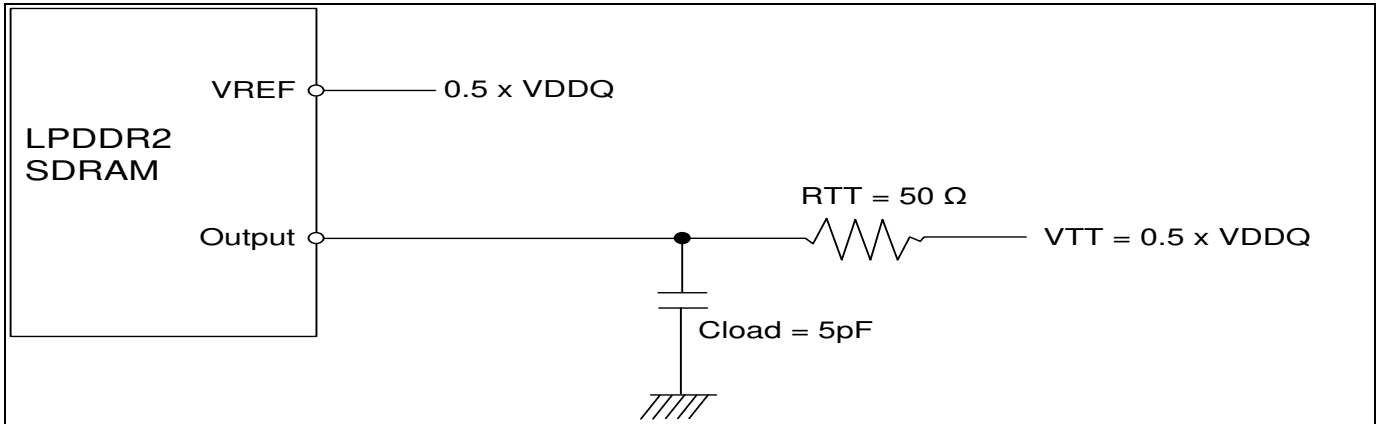 VREF
0.5 x VDDQ
LPDDR2
SDRAM
RTT = 50 Ω
Output
VTT = 0.5 x VDDQ
Cload = 5pF